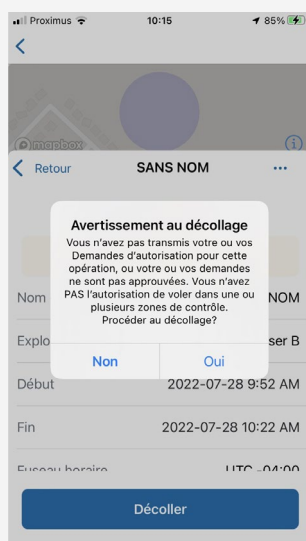 Proximus 10:15 85%
mapbox
Retour SANS NOM ...
Avertissement au décollage
Vous n'avez pas transmis votre ou vos
Demandes d'autorisation pour cette
opération, ou votre ou vos demandes
ne sont pas approuvées. Vous n'avez
PAS l'autorisation de voler dans une ou
plusieurs zones de contrôle.
Procéder au décollage?
Nom NOM
Non Oui
Explo ser B
Début 2022-07-28 9:52 AM
Fin 2022-07-28 10:22 AM
Fuseau horaire UTC -04:00
Décoller